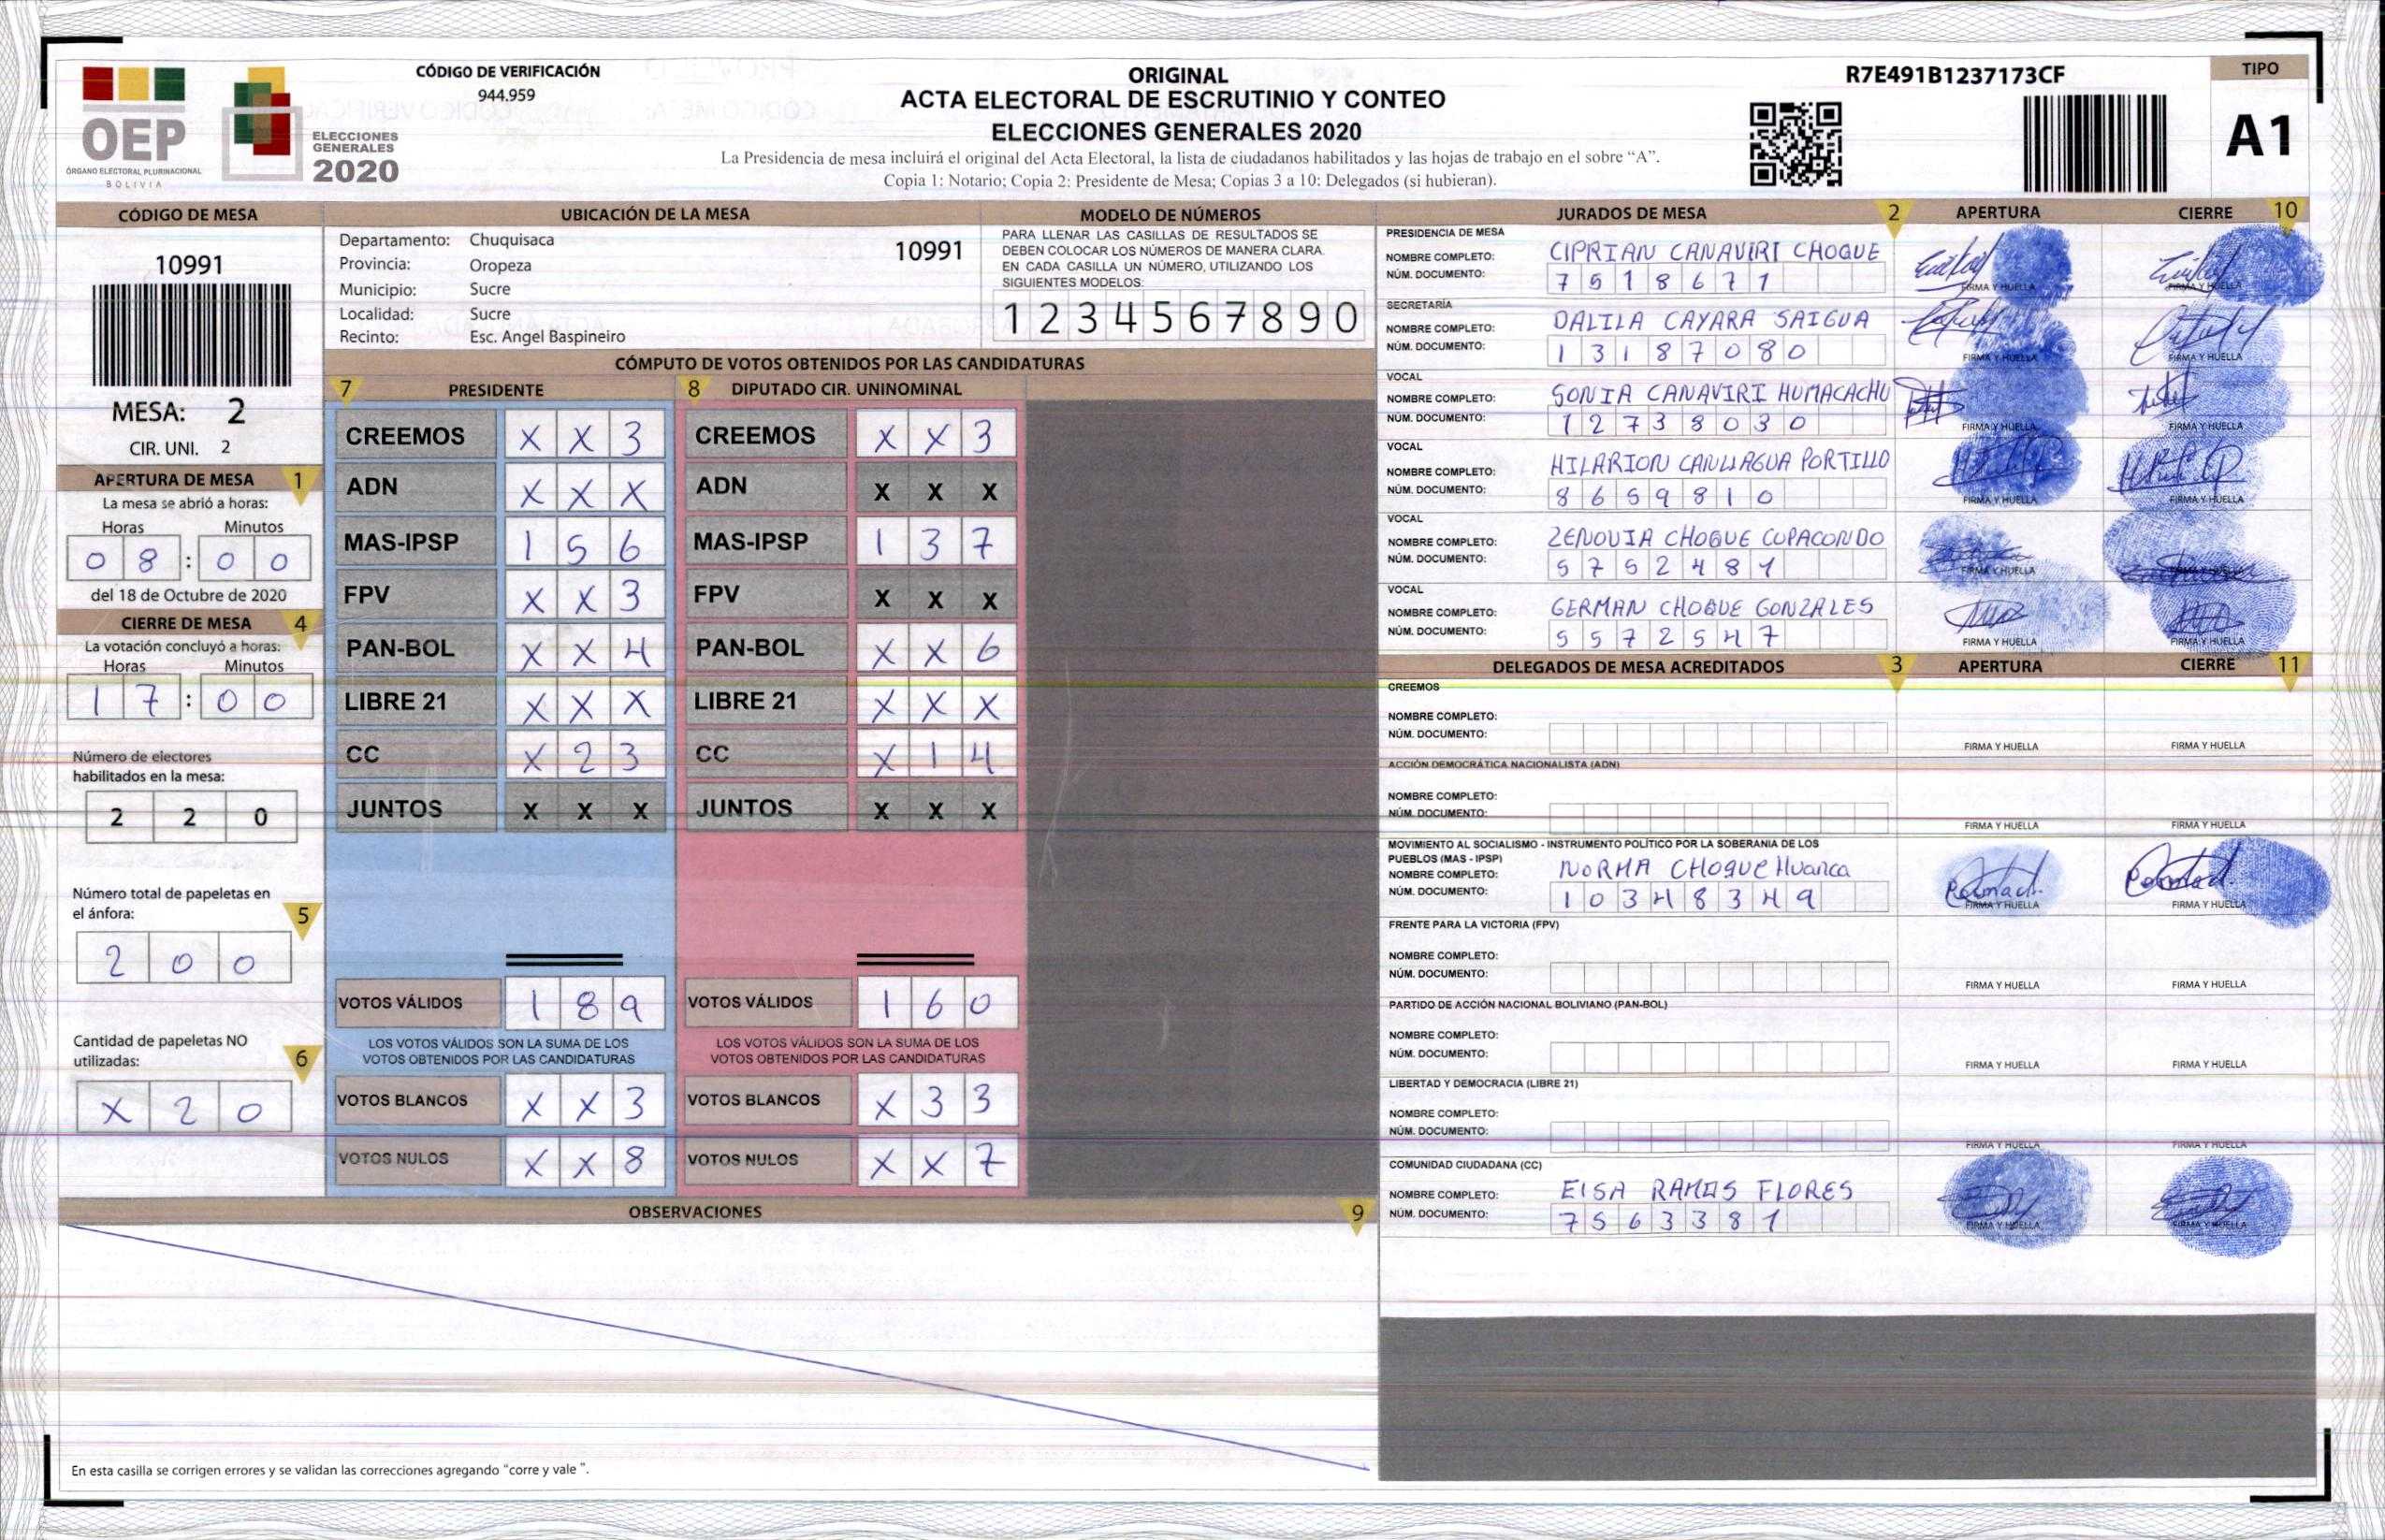 OEP
ÓRGANO ELECTORAL PLURINACIONAL
BOLIVIA
ELECCIONES
GENERALES
2020
CÓDIGO DE VERIFICACIÓN
944.959
ORIGINAL
ACTA ELECTORAL DE ESCRUTINIO Y CONTEO
ELECCIONES GENERALES 2020
La Presidencia de mesa incluirá el original del Acta Electoral, la lista de ciudadanos habilitados y las hojas de trabajo en el sobre “A”.
Copia 1: Notario; Copia 2: Presidente de Mesa; Copias 3 a 10: Delegados (si hubieran).
R7E491B1237173CF
TIPO
A1
CÓDIGO DE MESA
10991
MESA: 2
CIR. UNI. 2
APERTURA DE MESA 1
La mesa se abrió a horas:
Horas Minutos
0 8 : 0 0
del 18 de Octubre de 2020
CIERRE DE MESA 4
La votación concluyó a horas:
Horas Minutos
1 7 : 0 0
Número de electores
habilitados en la mesa:
2 2 0
Número total de papeletas en
el ánfora: 5
2 0 0
Cantidad de papeletas NO
utilizadas: 6
X 2 0
UBICACIÓN DE LA MESA
Departamento: Chuquisaca
Provincia: Oropeza
Municipio: Sucre
Localidad: Sucre
Recinto: Esc. Angel Baspineiro
10991
MODELO DE NÚMEROS
PARA LLENAR LAS CASILLAS DE RESULTADOS SE
DEBEN COLOCAR LOS NÚMEROS DE MANERA CLARA.
EN CADA CASILLA UN NÚMERO, UTILIZANDO LOS
SIGUIENTES MODELOS:
1 2 3 4 5 6 7 8 9 0
CÓMPUTO DE VOTOS OBTENIDOS POR LAS CANDIDATURAS
7 PRESIDENTE
CREEMOS X X 3
ADN X X X
MAS-IPSP 1 5 6
FPV X X 3
PAN-BOL X X 4
LIBRE 21 X X X
CC X 2 3
JUNTOS X X X
VOTOS VÁLIDOS 1 8 9
LOS VOTOS VÁLIDOS SON LA SUMA DE LOS
VOTOS OBTENIDOS POR LAS CANDIDATURAS
VOTOS BLANCOS X X 3
VOTOS NULOS X X 8
8 DIPUTADO CIR. UNINOMINAL
CREEMOS X X 3
ADN X X X
MAS-IPSP 1 3 7
FPV X X X
PAN-BOL X X 6
LIBRE 21 X X X
CC X 1 4
JUNTOS X X X
VOTOS VÁLIDOS 1 6 0
LOS VOTOS VÁLIDOS SON LA SUMA DE LOS
VOTOS OBTENIDOS POR LAS CANDIDATURAS
VOTOS BLANCOS X 3 3
VOTOS NULOS X X 7
OBSERVACIONES 9
En esta casilla se corrigen errores y se validan las correcciones agregando “corre y vale ”.
JURADOS DE MESA 2 APERTURA CIERRE 10
PRESIDENCIA DE MESA
NOMBRE COMPLETO: CIPRIAN CANAVIRI CHOQUE
NÚM. DOCUMENTO: 7 5 1 8 6 7 1
FIRMA Y HUELLA FIRMA Y HUELLA
SECRETARÍA
NOMBRE COMPLETO: DALILA CAYARA SAIGUA
NÚM. DOCUMENTO: 1 3 1 8 7 0 8 0
FIRMA Y HUELLA FIRMA Y HUELLA
VOCAL
NOMBRE COMPLETO: SONIA CANAVIRI HUMACACHU
NÚM. DOCUMENTO: 1 2 7 3 8 0 3 0
FIRMA Y HUELLA FIRMA Y HUELLA
VOCAL
NOMBRE COMPLETO: HILARION CANLLAGUA PORTILLO
NÚM. DOCUMENTO: 8 6 5 9 8 1 0
FIRMA Y HUELLA FIRMA Y HUELLA
VOCAL
NOMBRE COMPLETO: ZENOVIA CHOQUE CUPACONDO
NÚM. DOCUMENTO: 5 7 5 2 4 8 1
FIRMA Y HUELLA
VOCAL
NOMBRE COMPLETO: GERMAN CHOQUE GONZALES
NÚM. DOCUMENTO: 5 5 7 2 5 4 7
FIRMA Y HUELLA FIRMA Y HUELLA
DELEGADOS DE MESA ACREDITADOS 3 APERTURA CIERRE 11
CREEMOS
NOMBRE COMPLETO:
NÚM. DOCUMENTO:
FIRMA Y HUELLA FIRMA Y HUELLA
ACCIÓN DEMOCRÁTICA NACIONALISTA (ADN)
NOMBRE COMPLETO:
NÚM. DOCUMENTO:
FIRMA Y HUELLA FIRMA Y HUELLA
MOVIMIENTO AL SOCIALISMO - INSTRUMENTO POLÍTICO POR LA SOBERANIA DE LOS
PUEBLOS (MAS - IPSP)
NOMBRE COMPLETO: NORMA CHOQUE Huanca
NÚM. DOCUMENTO: 1 0 3 4 8 3 4 9
FIRMA Y HUELLA FIRMA Y HUELLA
FRENTE PARA LA VICTORIA (FPV)
NOMBRE COMPLETO:
NÚM. DOCUMENTO:
FIRMA Y HUELLA FIRMA Y HUELLA
PARTIDO DE ACCIÓN NACIONAL BOLIVIANO (PAN-BOL)
NOMBRE COMPLETO:
NÚM. DOCUMENTO:
FIRMA Y HUELLA FIRMA Y HUELLA
LIBERTAD Y DEMOCRACIA (LIBRE 21)
NOMBRE COMPLETO:
NÚM. DOCUMENTO:
FIRMA Y HUELLA FIRMA Y HUELLA
COMUNIDAD CIUDADANA (CC)
NOMBRE COMPLETO: ElSA RAMOS FLORES
NÚM. DOCUMENTO: 7 5 6 3 3 8 1
FIRMA Y HUELLA FIRMA Y HUELLA